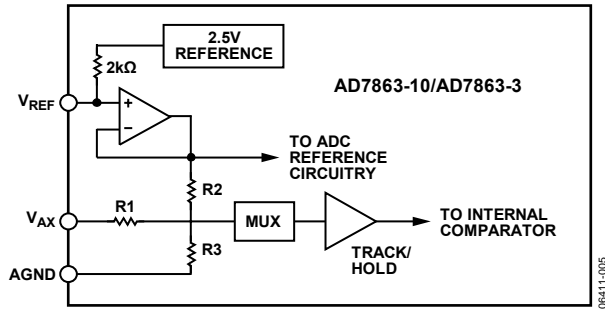 2.5V
REFERENCE
2kΩ
AD7863-10/AD7863-3
VREF
+
−
TO ADC
REFERENCE
CIRCUITRY
R2
R1
VAX
MUX
TO INTERNAL
COMPARATOR
R3
TRACK/
HOLD
AGND
06411-005